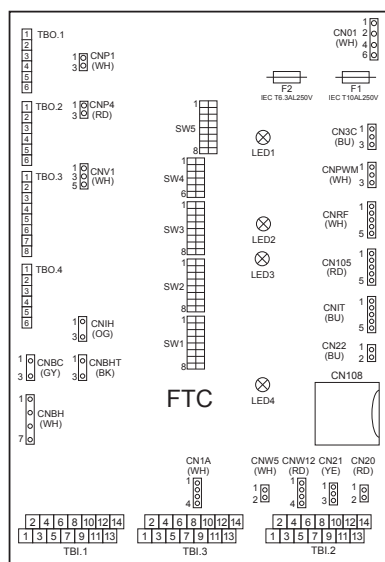 TBO.1
1
2
3
4
5
6
CNP1
(WH)
1
3
CN01
(WH)
1
2
4
6
F2
IEC T6.3AL250V
F1
IEC T10AL250V
TBO.2
1
2
3
4
5
6
CNP4
(RD)
1
3
SW5
1
8
LED1
CN3C
(BU)
1
3
TBO.3
1
2
3
4
5
6
7
8
CNV1
(WH)
1
3
5
SW4
1
6
CNPWM
(WH)
1
3
SW3
1
8
LED2
CNRF
(WH)
1
5
TBO.4
1
2
3
4
5
6
SW2
1
8
LED3
CN105
(RD)
1
5
CNIH
(OG)
1
3
SW1
1
8
CNIT
(BU)
1
5
CNBC
(GY)
1
3
CNBHT
(BK)
1
3
CN22
(BU)
1
2
CNBH
(WH)
1
7
FTC
LED4
CN108
CN1A
(WH)
1
4
CNW5
(WH)
1
2
CNW12
(RD)
1
5
CN21
(YE)
1
3
CN20
(RD)
1
2
2 4 6 8 10 12 14
1 3 5 7 9 11 13
TBI.1
2 4 6 8 10 12 14
1 3 5 7 9 11 13
TBI.3
2 4 6 8 10 12 14
1 3 5 7 9 11 13
TBI.2